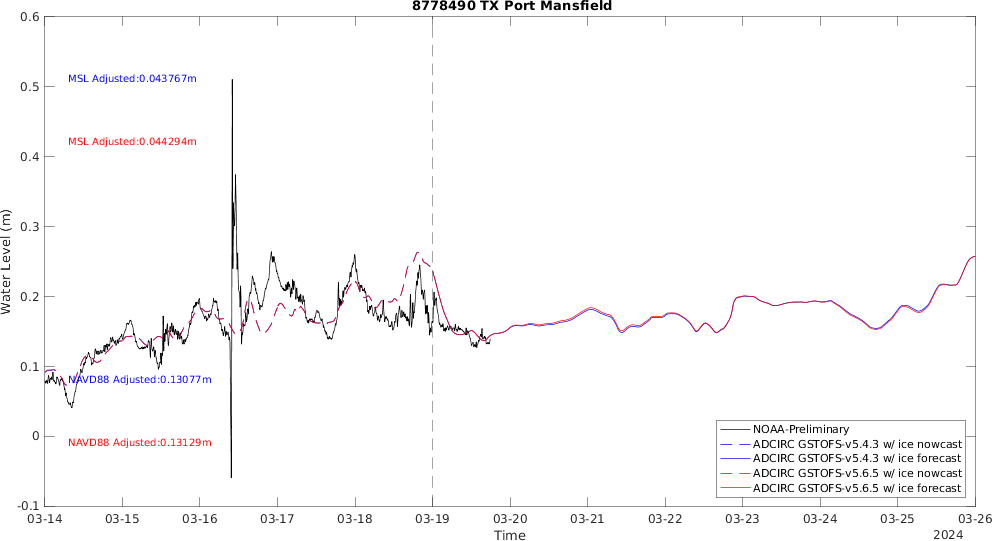 8778490 TX Port Mansfield
Water Level (m)
0.6
0.5
0.4
0.3
0.2
0.1
0
-0.1
MSL Adjusted:0.043767m
MSL Adjusted:0.044294m
NAVD88 Adjusted:0.13077m
NAVD88 Adjusted:0.13129m
NOAA-Preliminary
ADCIRC GSTOFS-v5.4.3 w/ ice nowcast
ADCIRC GSTOFS-v5.4.3 w/ ice forecast
ADCIRC GSTOFS-v5.6.5 w/ ice nowcast
ADCIRC GSTOFS-v5.6.5 w/ ice forecast
03-14 03-15 03-16 03-17 03-18 03-19 03-20 03-21 03-22 03-23 03-24 03-25 03-26
Time
2024